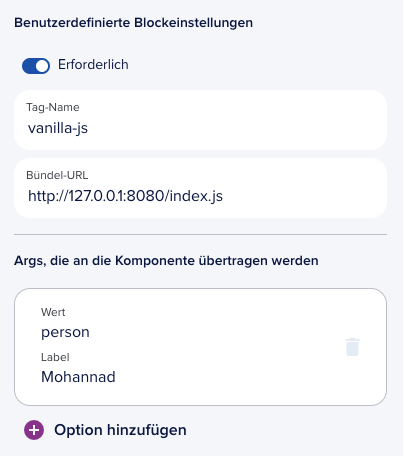 Benutzerdefinierte Blockeinstellungen
Erforderlich
Tag-Name
vanilla-js
Bündel-URL
http://127.0.0.1:8080/index.js
Args, die an die Komponente übertragen werden
Wert
person
Label
Mohannad
Option hinzufügen